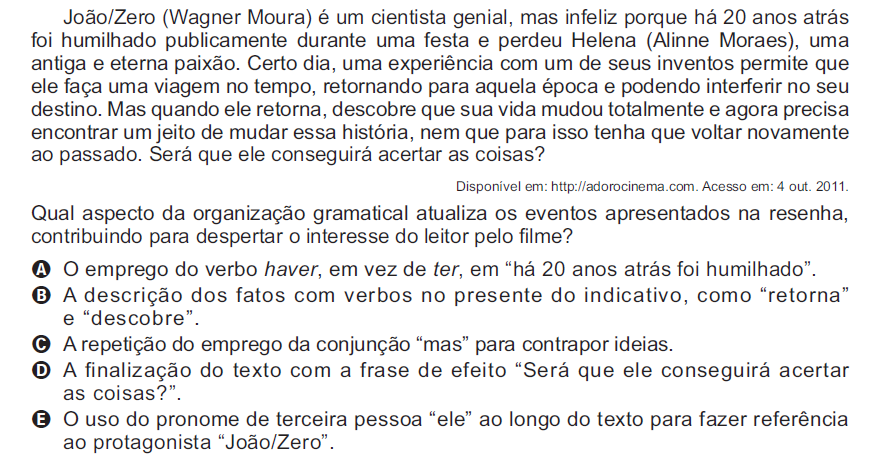 João/Zero (Wagner Moura) é um cientista genial, mas infeliz porque há 20 anos atrás
foi humilhado publicamente durante uma festa e perdeu Helena (Alinne Moraes), uma
antiga e eterna paixão. Certo dia, uma experiência com um de seus inventos permite que
ele faça uma viagem no tempo, retornando para aquela época e podendo interferir no seu
destino. Mas quando ele retorna, descobre que sua vida mudou totalmente e agora precisa
encontrar um jeito de mudar essa história, nem que para isso tenha que voltar novamente
ao passado. Será que ele conseguirá acertar as coisas?
Disponível em: http://adorocinema.com. Acesso em: 4 out. 2011.
Qual aspecto da organização gramatical atualiza os eventos apresentados na resenha,
contribuindo para despertar o interesse do leitor pelo filme?
A O emprego do verbo haver, em vez de ter, em “há 20 anos atrás foi humilhado”.
B A descrição dos fatos com verbos no presente do indicativo, como “retorna”
e “descobre”.
C A repetição do emprego da conjunção “mas” para contrapor ideias.
D A finalização do texto com a frase de efeito “Será que ele conseguirá acertar
as coisas?”.
E O uso do pronome de terceira pessoa “ele” ao longo do texto para fazer referência
ao protagonista “João/Zero”.